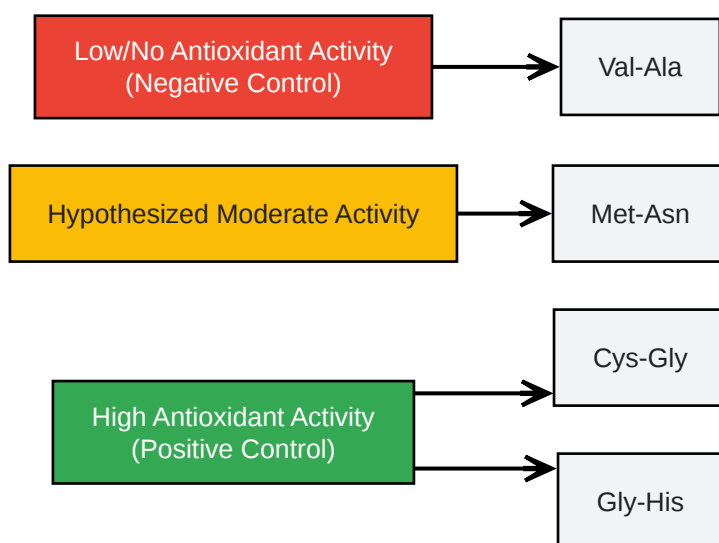 Low/No Antioxidant Activity
(Negative Control)
Val-Ala
Hypothesized Moderate Activity
Met-Asn
Cys-Gly
High Antioxidant Activity
(Positive Control)
Gly-His